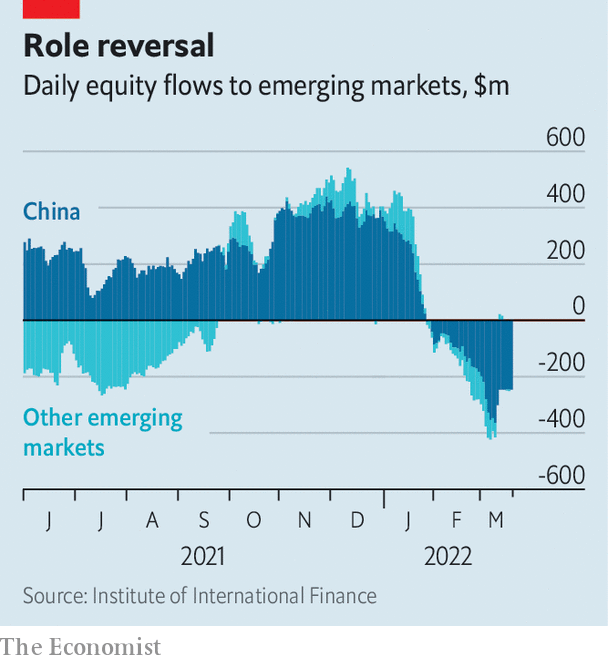 Role reversal
Daily equity flows to emerging markets, $m
600
400
China
200
0
-200
Other emerging
markets
-400
-600
J J A S O N D J F M
2021 2022
Source: Institute of International Finance
The Economist